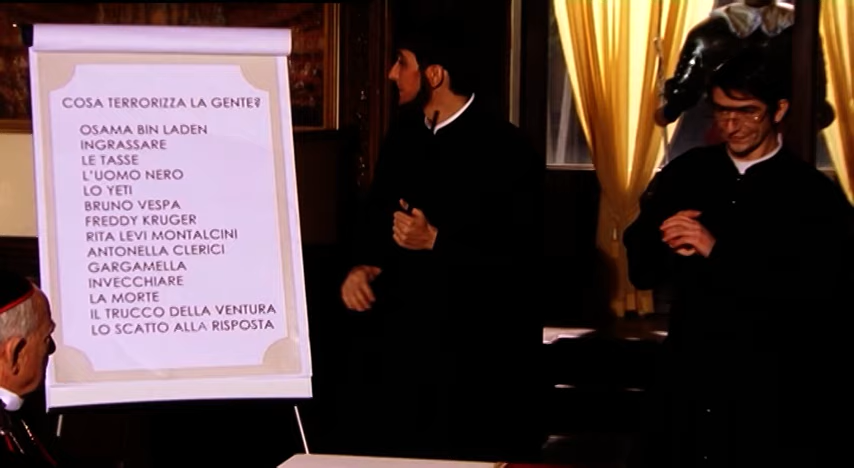 COSA TERRORIZZA LA GENTE?
OSAMA BIN LADEN
INGRASSARE
LE TASSE
L'UOMO NERO
LO YETI
BRUNO VESPA
FREDDY KRUGER
RITA LEVI MONTALCINI
ANTONELLA CLERICI
GARGAMELLA
INVECCHIARE
LA MORTE
IL TRUCCO DELLA VENTURA
LO SCATTO ALLA RISPOSTA